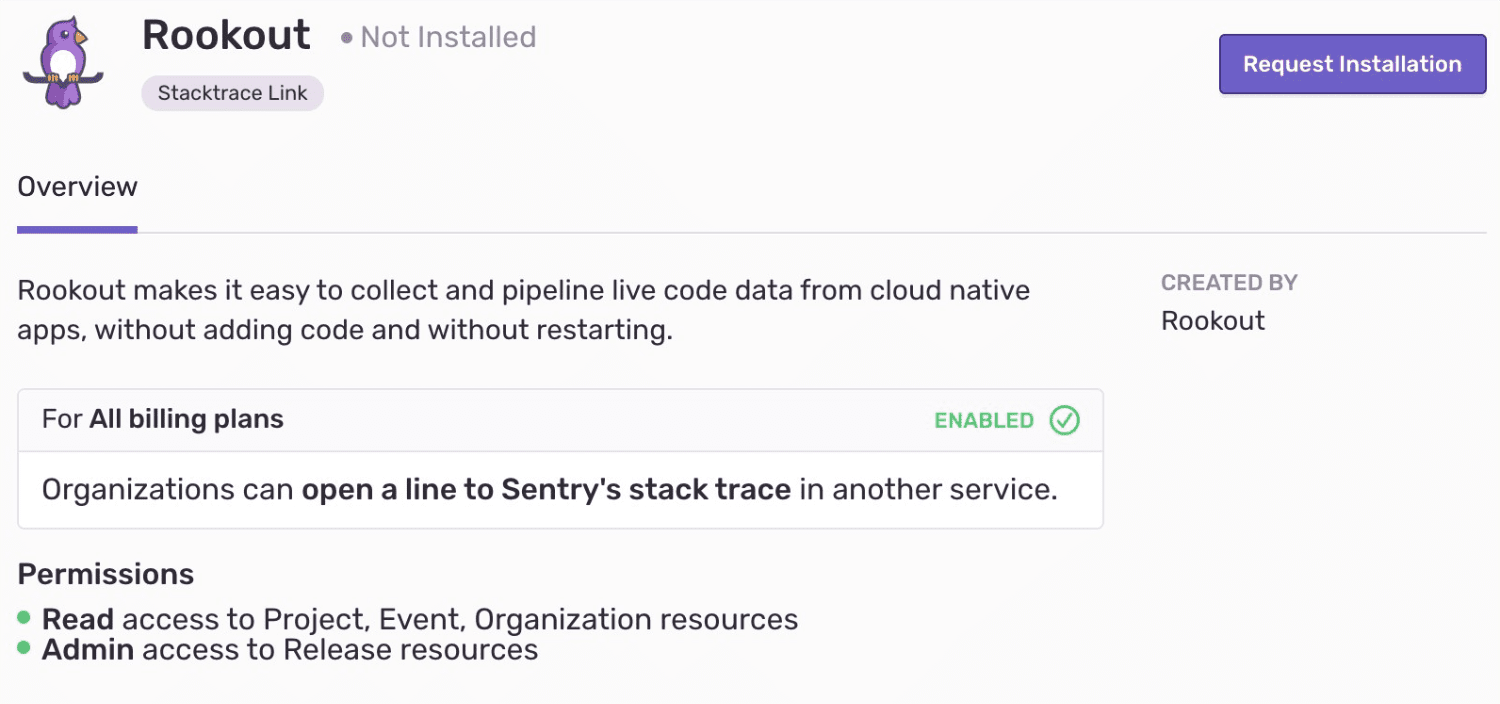 Rookout
Not Installed
Request Installation
Stacktrace Link
Overview
Rookout makes it easy to collect and pipeline live code data from cloud native
apps, without adding code and without restarting.
CREATED BY
Rookout
For All billing plans
ENABLED
Organizations can open a line to Sentry's stack trace in another service.
Permissions
Read access to Project, Event, Organization resources
Admin access to Release resources